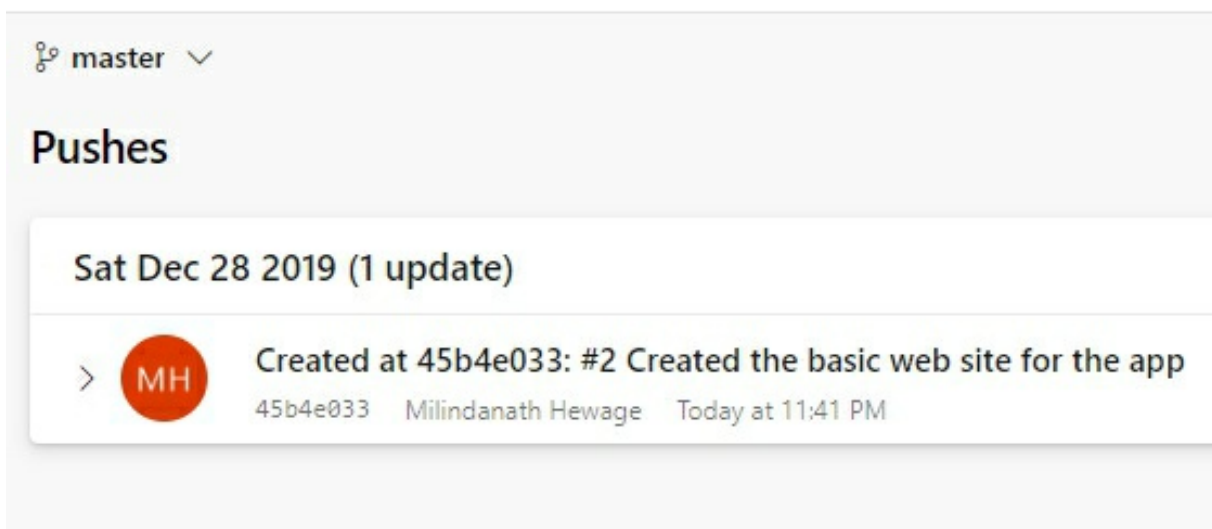 master
Pushes
Sat Dec 28 2019 (1 update)
MH
Created at 45b4e033: #2 Created the basic web site for the app
45b4e033 Milindanath Hewage Today at 11:41 PM